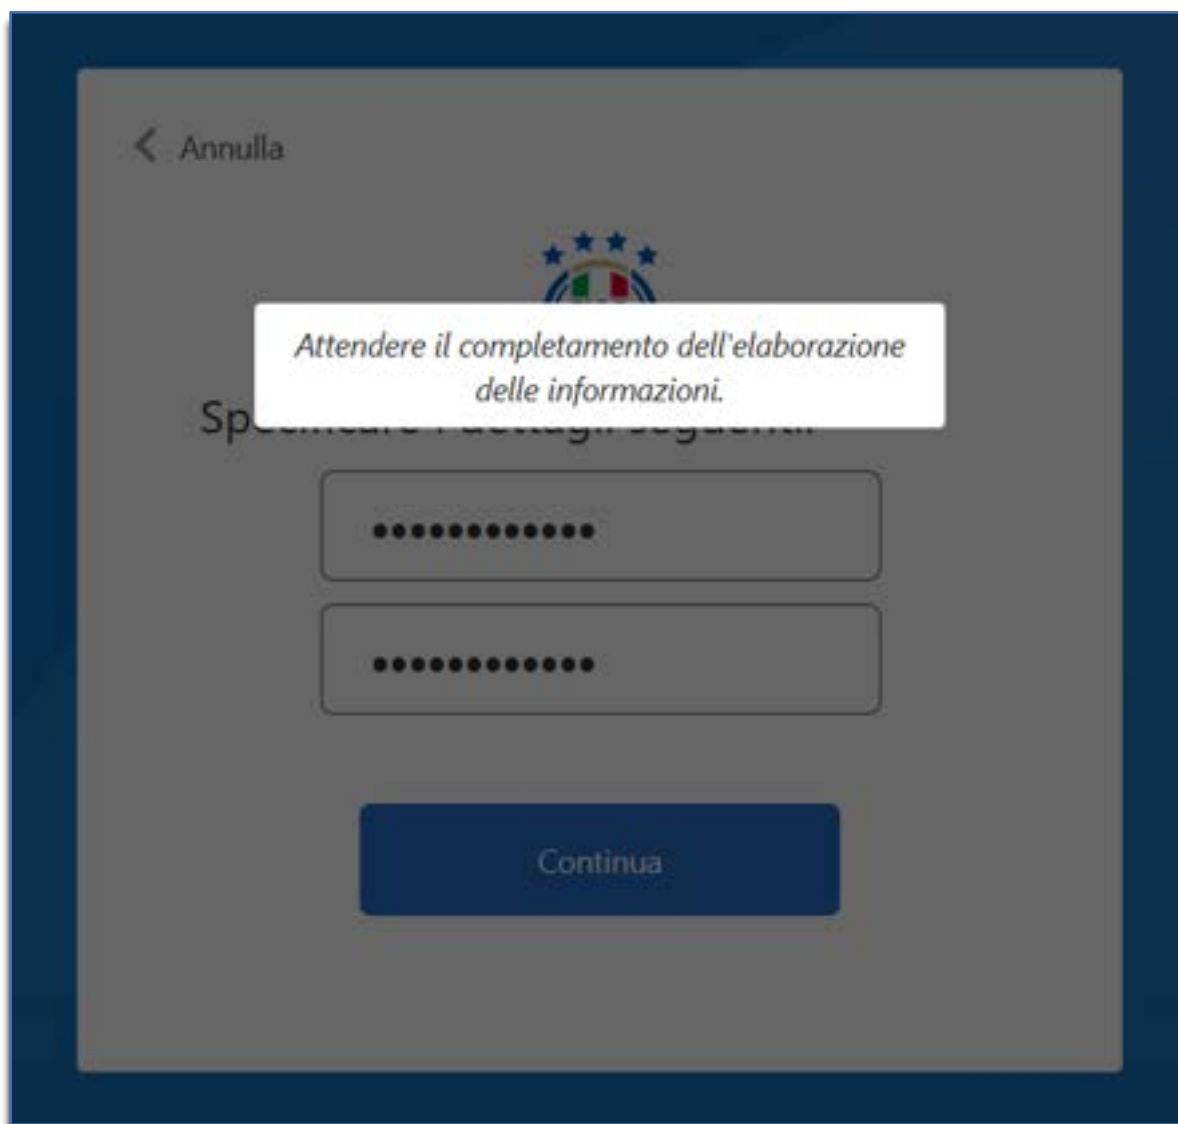 Annulla
Attendere il completamento dell'elaborazione
delle informazioni.
••••••••••••
••••••••••••
Continua